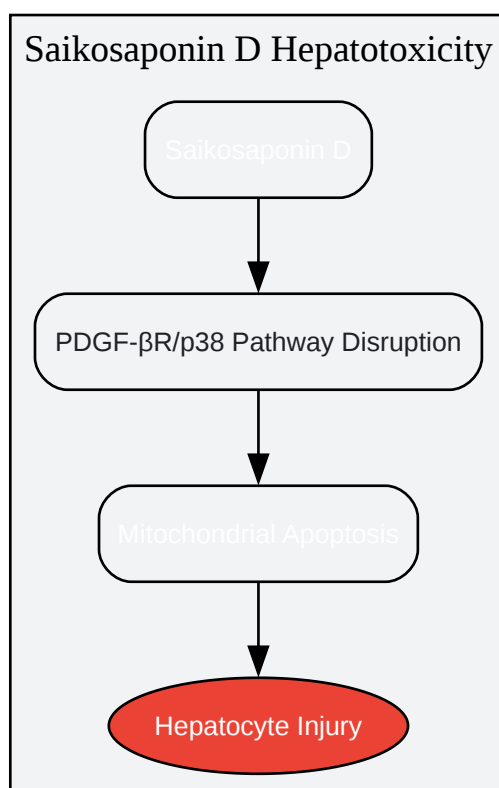 Saikosaponin D Hepatotoxicity
Saikosaponin D
PDGF-βR/p38 Pathway Disruption
Mitochondrial Apoptosis
Hepatocyte Injury